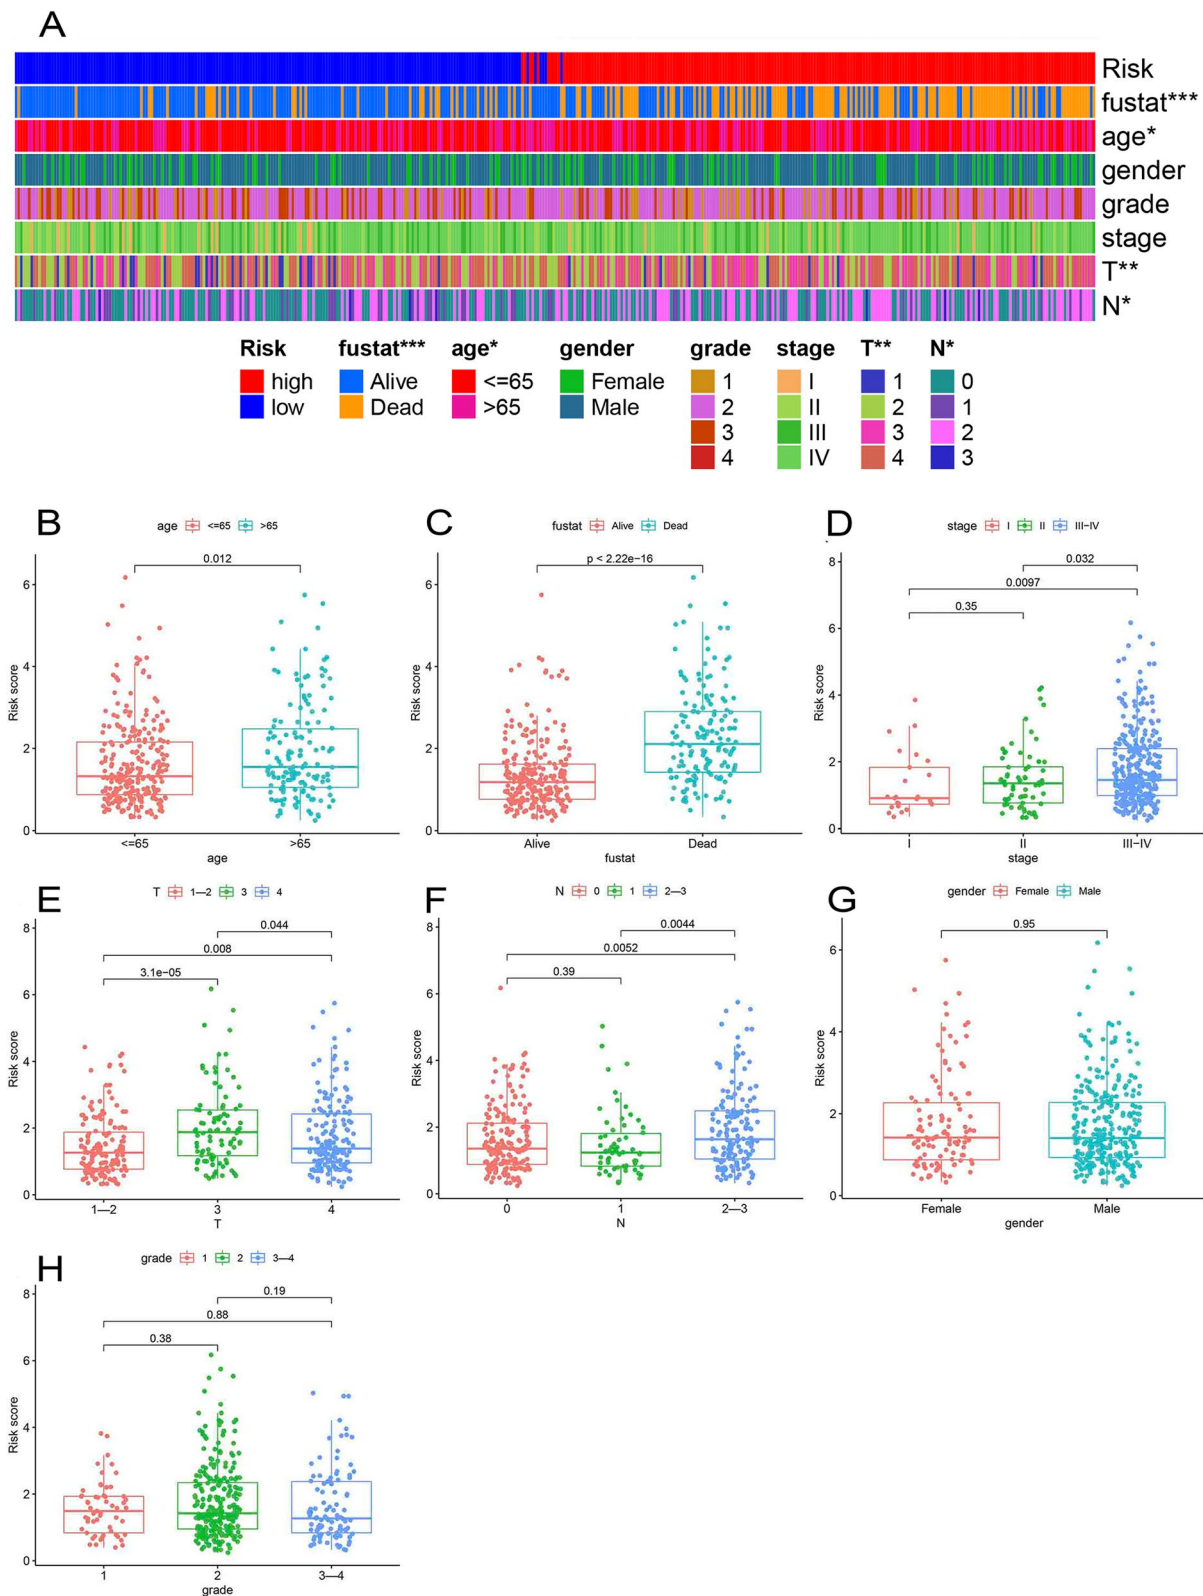 A
Risk
fustat***
age*
gender
grade
stage
T**
N*
Risk fustat*** age* gender grade stage T** N*
high Alive <=65 Female 1 I 1 0
low Dead >65 Male 2 II 2 1
3 III 3 2
4 IV 4 3
B
age <=65 >65
0.012
6
4
2
0
Risk score
<=65 >65
age
C
fustat Alive Dead
p < 2.22e−16
6
4
2
0
Risk score
Alive Dead
fustat
D
stage I II III−IV
0.032
0.0097
0.35
8
6
4
2
0
Risk score
I II III−IV
stage
E
T 1—2 3 4
0.044
0.008
3.1e−05
8
6
4
2
0
Risk score
1—2 3 4
T
F
N 0 1 2—3
0.0044
0.0052
0.39
8
6
4
2
0
Risk score
0 1 2—3
N
G
gender Female Male
0.95
6
4
2
0
Risk score
Female Male
gender
H
grade 1 2 3—4
0.19
0.88
0.38
8
6
4
2
0
Risk score
1 2 3—4
grade